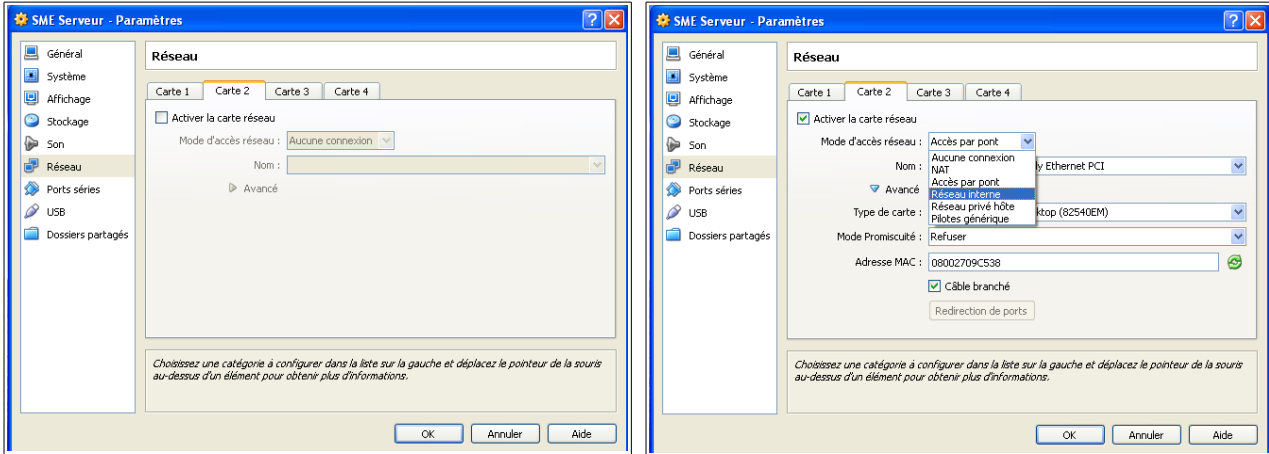 SME Serveur - Paramètres
Général
Système
Affichage
Stockage
Son
Réseau
Ports séries
USB
Dossiers partagés
Réseau
Carte 1 Carte 2 Carte 3 Carte 4
Activer la carte réseau
Mode d'accès réseau : Aucune connexion
Nom :
Avancé
Choisissez une catégorie à configurer dans la liste sur la gauche et déplacez le pointeur de la souris
au-dessus d'un élément pour obtenir plus d'informations.
OK Annuler Aide
SME Serveur - Paramètres
Général
Système
Affichage
Stockage
Son
Réseau
Ports séries
USB
Dossiers partagés
Réseau
Carte 1 Carte 2 Carte 3 Carte 4
Activer la carte réseau
Mode d'accès réseau : Accès par pont
Aucune connexion
NAT
Accès par pont
Réseau interne
Réseau privé hôte
Pilotes générique
Nom : Ethernet PCI
Avancé
Type de carte : (82540EM)
Mode Promiscuité : Refuser
Adresse MAC : 08002709C538
Câble branché
Redirection de ports
Choisissez une catégorie à configurer dans la liste sur la gauche et déplacez le pointeur de la souris
au-dessus d'un élément pour obtenir plus d'informations.
OK Annuler Aide